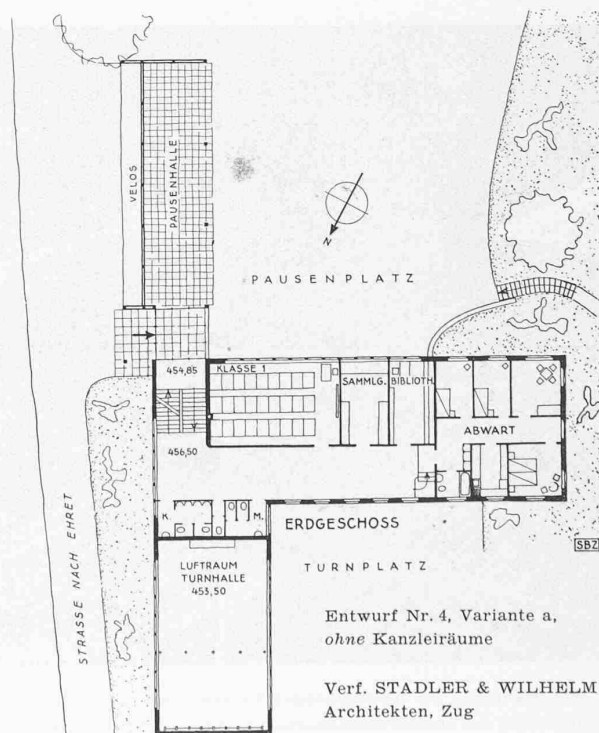 VELOS
PAUSENHALLE
N
PAUSENPLATZ
454,85
KLASSE 1
SAMMLG.
BIBLIOTH.
ABWART
456,50
K.
M.
ERDGESCHOSS
SBZ
STRASSE NACH EHRET
LUFTRAUM
TURNHALLE
453,50
TURNPLATZ
Entwurf Nr. 4, Variante a,
ohne Kanzleiräume
Verf. STADLER & WILHELM
Architekten, Zug